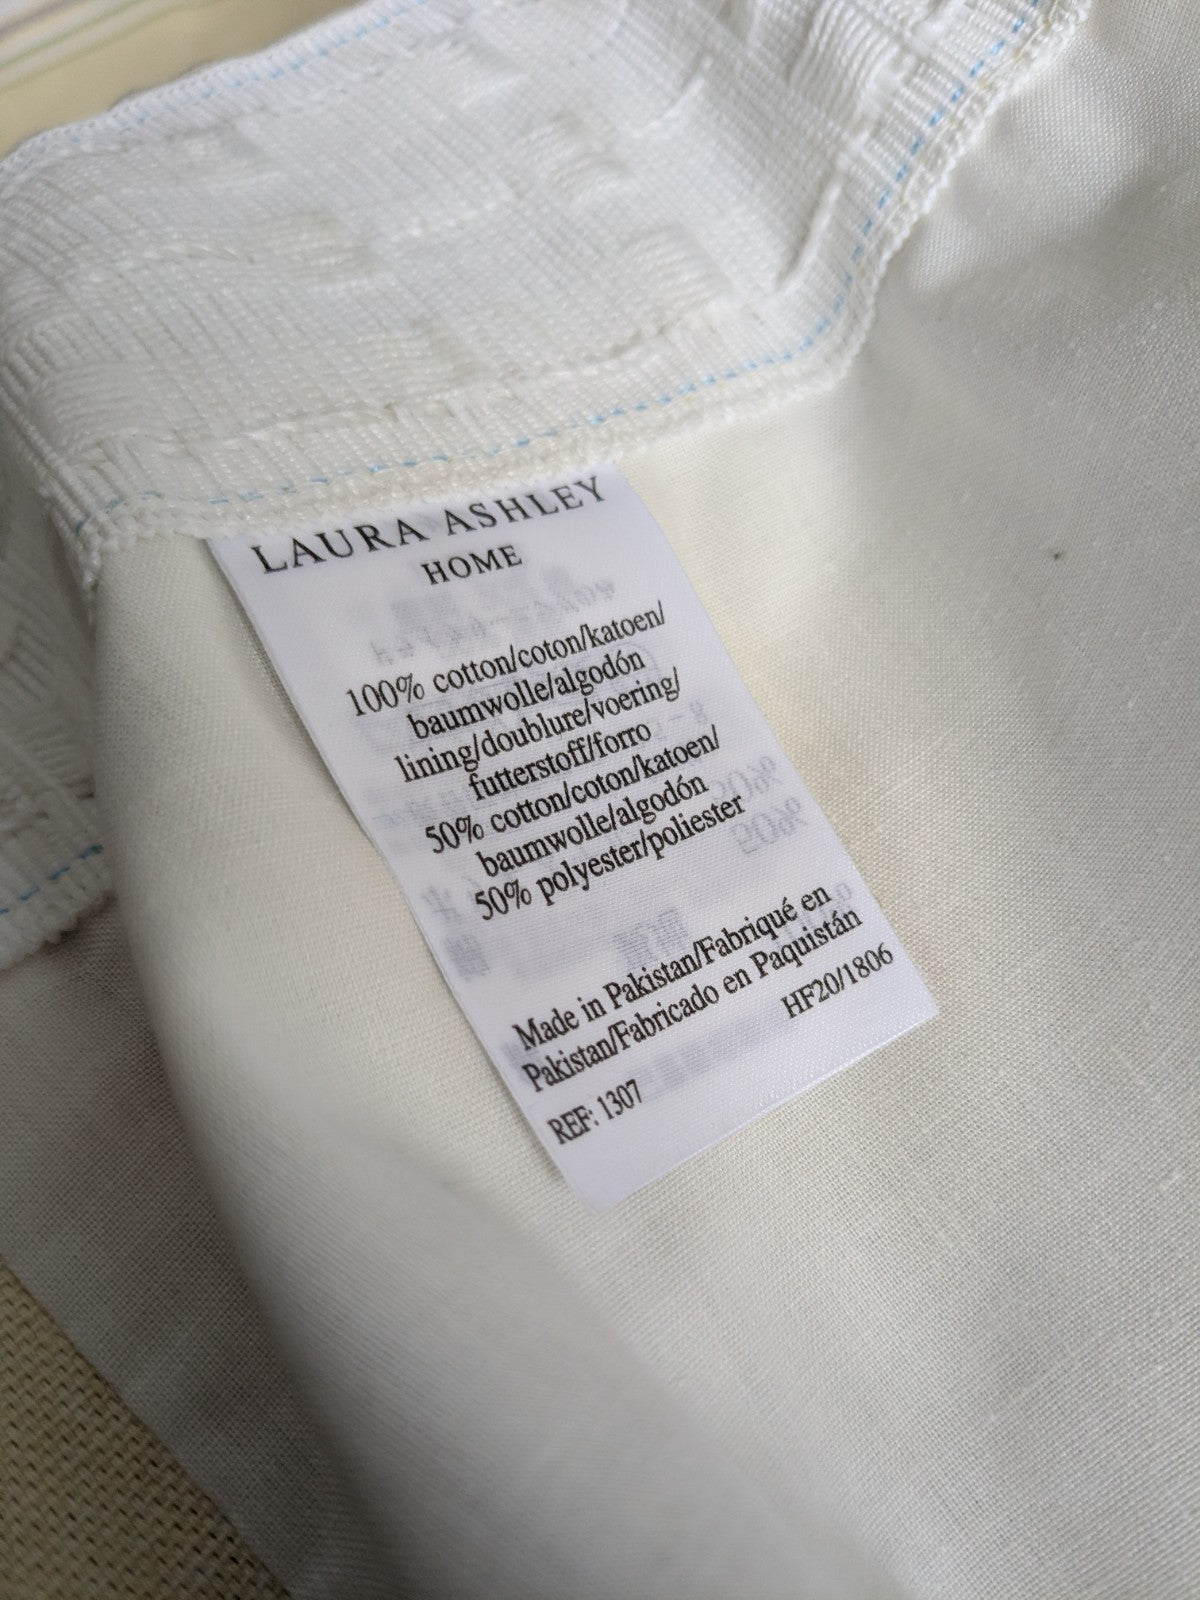 LAURA ASHLEY
HOME
100% cotton/coton/katoen/
baumwolle/algodón
lining/doublure/voering/
futterstoff/forro
50% cotton/coton/katoen/
baumwolle/algodón
50% polyester/poliester
Made in Pakistan/Fabriqué en
Pakistan/Fabricado en Paquistán
HF20/1806
REF: 1307